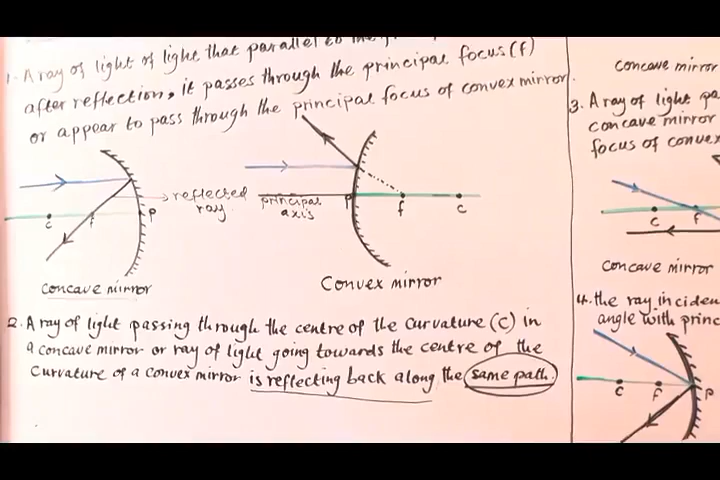 1. A ray of light of light that parallel to the
after reflection, it passes through the principal focus (f)
or appear to pass through the principal focus of convex mirror.
reflected
ray.
principal
axis
P
C
f
P
f
C
concave mirror
Convex mirror
2. A ray of light passing through the centre of the curvature (C) in
a concave mirror or ray of light going towards the centre of the
Curvature of a convex mirror is reflecting back along the same path.
concave mirror
3. A ray of light pa
concave mirror
focus of convex
C
f
Concave mirror
4. the ray inciden
angle with princ
C
f
P